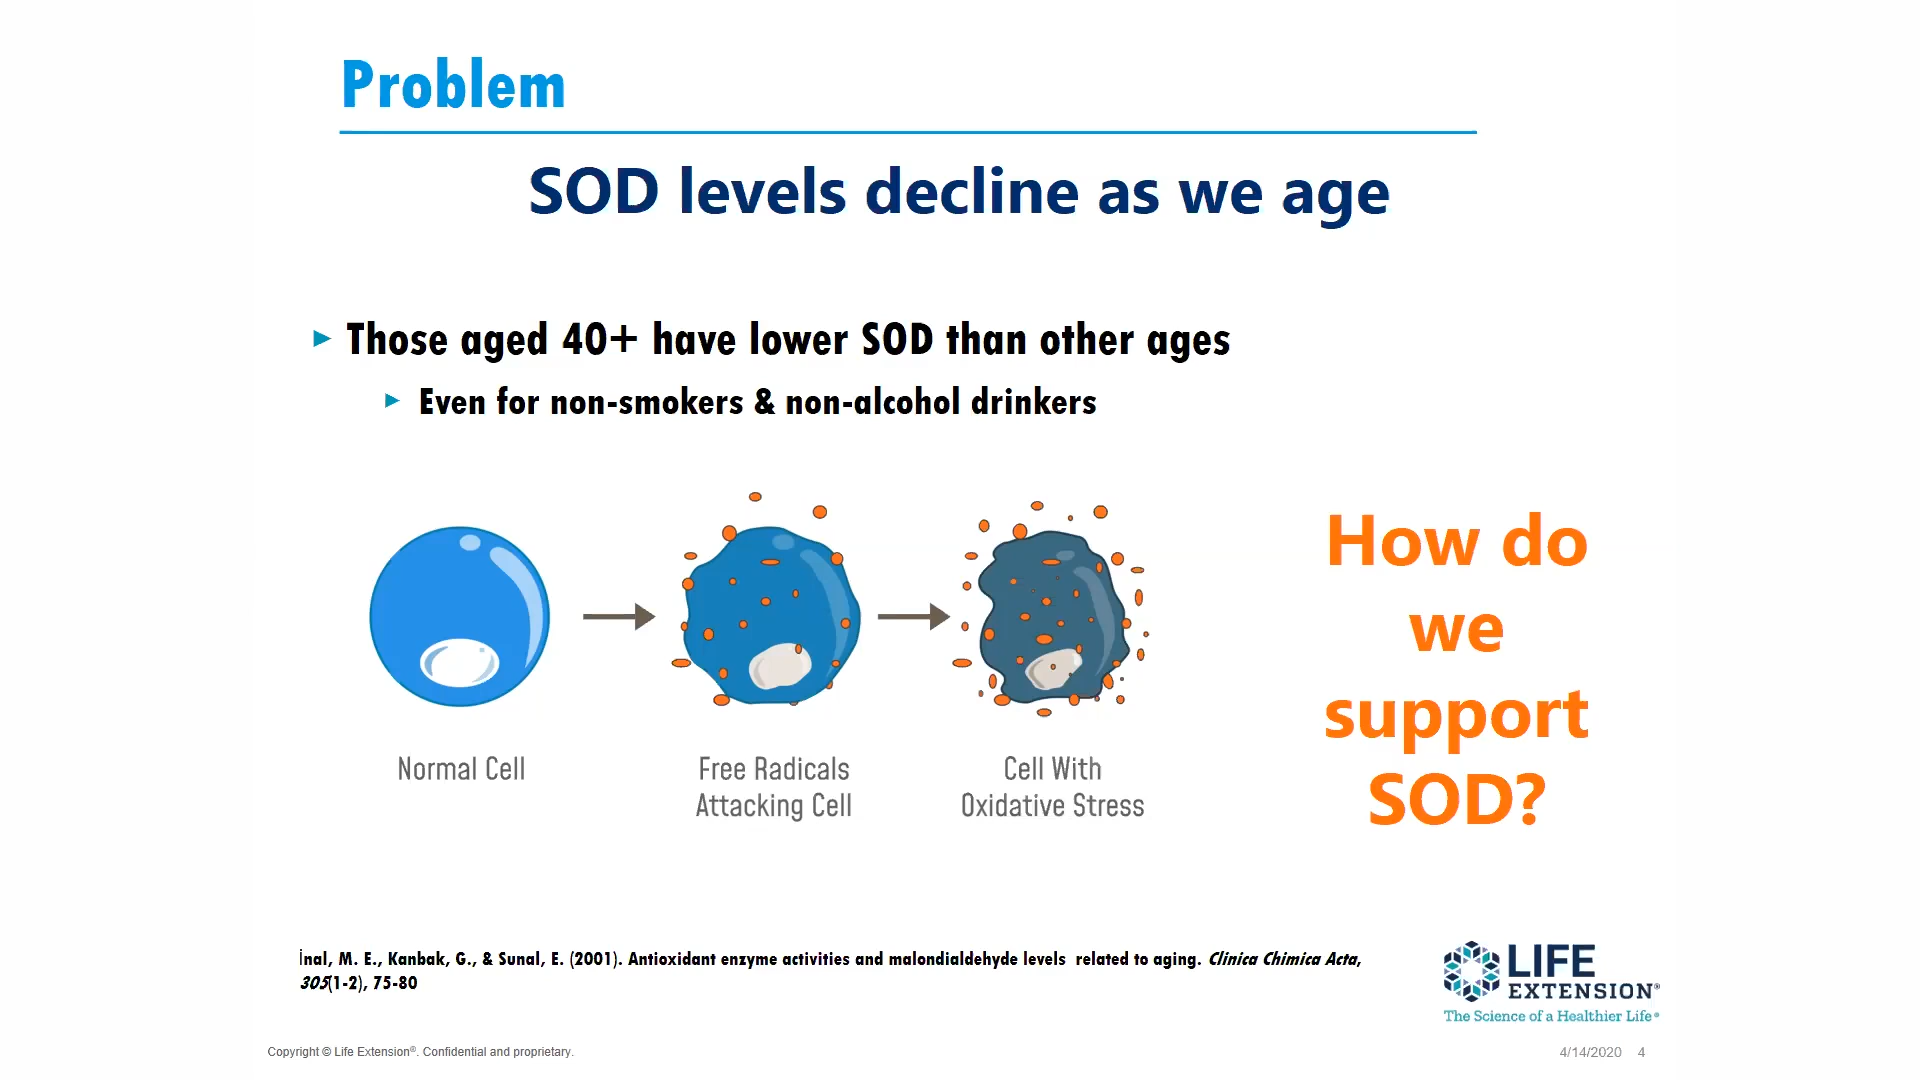 Problem
SOD levels decline as we age
Those aged 40+ have lower SOD than other ages
Even for non-smokers & non-alcohol drinkers
Normal Cell
Free Radicals
Attacking Cell
Cell With
Oxidative Stress
How do
we
support
SOD?
İnal, M. E., Kanbak, G., & Sunal, E. (2001). Antioxidant enzyme activities and malondialdehyde levels related to aging. Clinica Chimica Acta,
305(1-2), 75-80
LIFE
EXTENSION®
The Science of a Healthier Life®
Copyright © Life Extension®. Confidential and proprietary.
4/14/2020 4